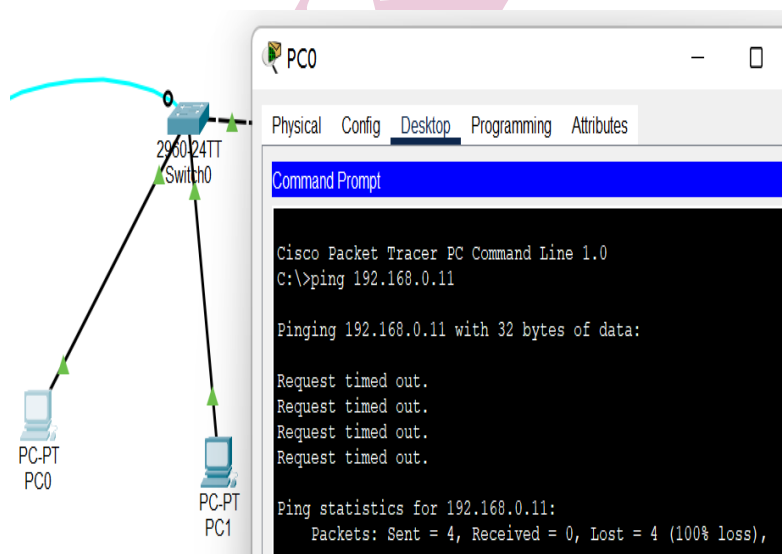 PC0
Physical Config Desktop Programming Attributes
Command Prompt
Cisco Packet Tracer PC Command Line 1.0
C:\>ping 192.168.0.11
Pinging 192.168.0.11 with 32 bytes of data:
Request timed out.
Request timed out.
Request timed out.
Request timed out.
Ping statistics for 192.168.0.11:
Packets: Sent = 4, Received = 0, Lost = 4 (100% loss),
2960-24TT
Switch0
PC-PT
PC0
PC-PT
PC1